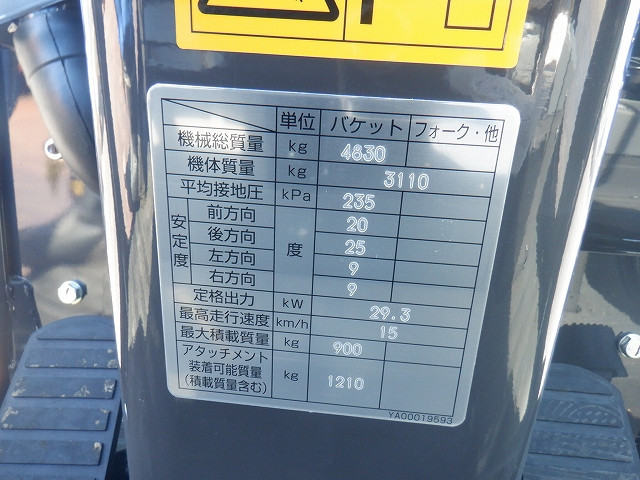 単位 バケット フォーク・他
機械総質量 kg 4830
機体質量 kg 3110
平均接地圧 kPa 235
安定度 前方向 度 20
後方向 25
左方向 9
右方向 9
定格出力 kW 29.3
最高走行速度 km/h 15
最大積載質量 kg 900
アタッチメント
装着可能質量 kg 1210
(積載質量含む)
YA00019593